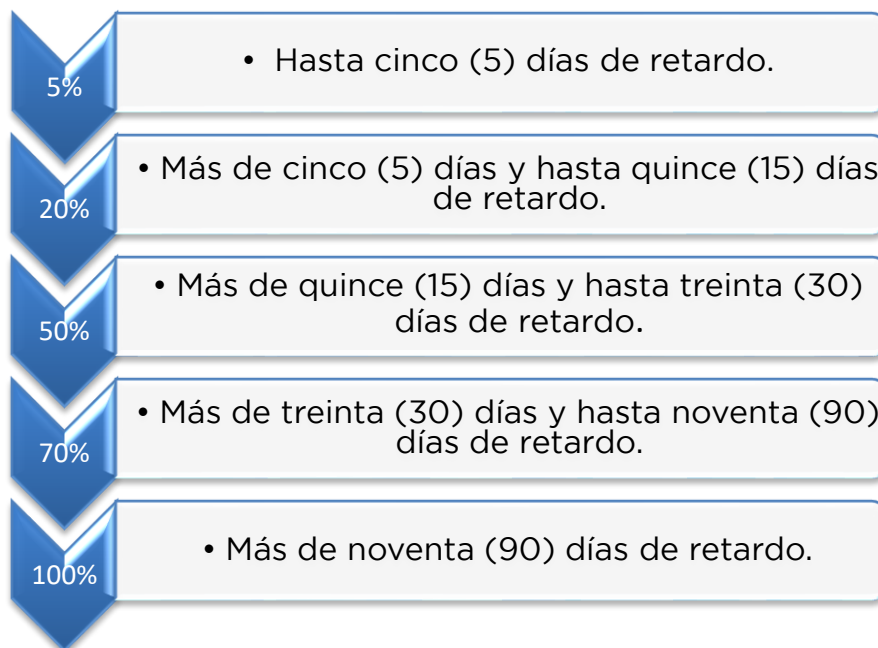 5%
• Hasta cinco (5) días de retardo.
20%
• Más de cinco (5) días y hasta quince (15) días
de retardo.
50%
• Más de quince (15) días y hasta treinta (30)
días de retardo.
70%
• Más de treinta (30) días y hasta noventa (90)
días de retardo.
100%
• Más de noventa (90) días de retardo.